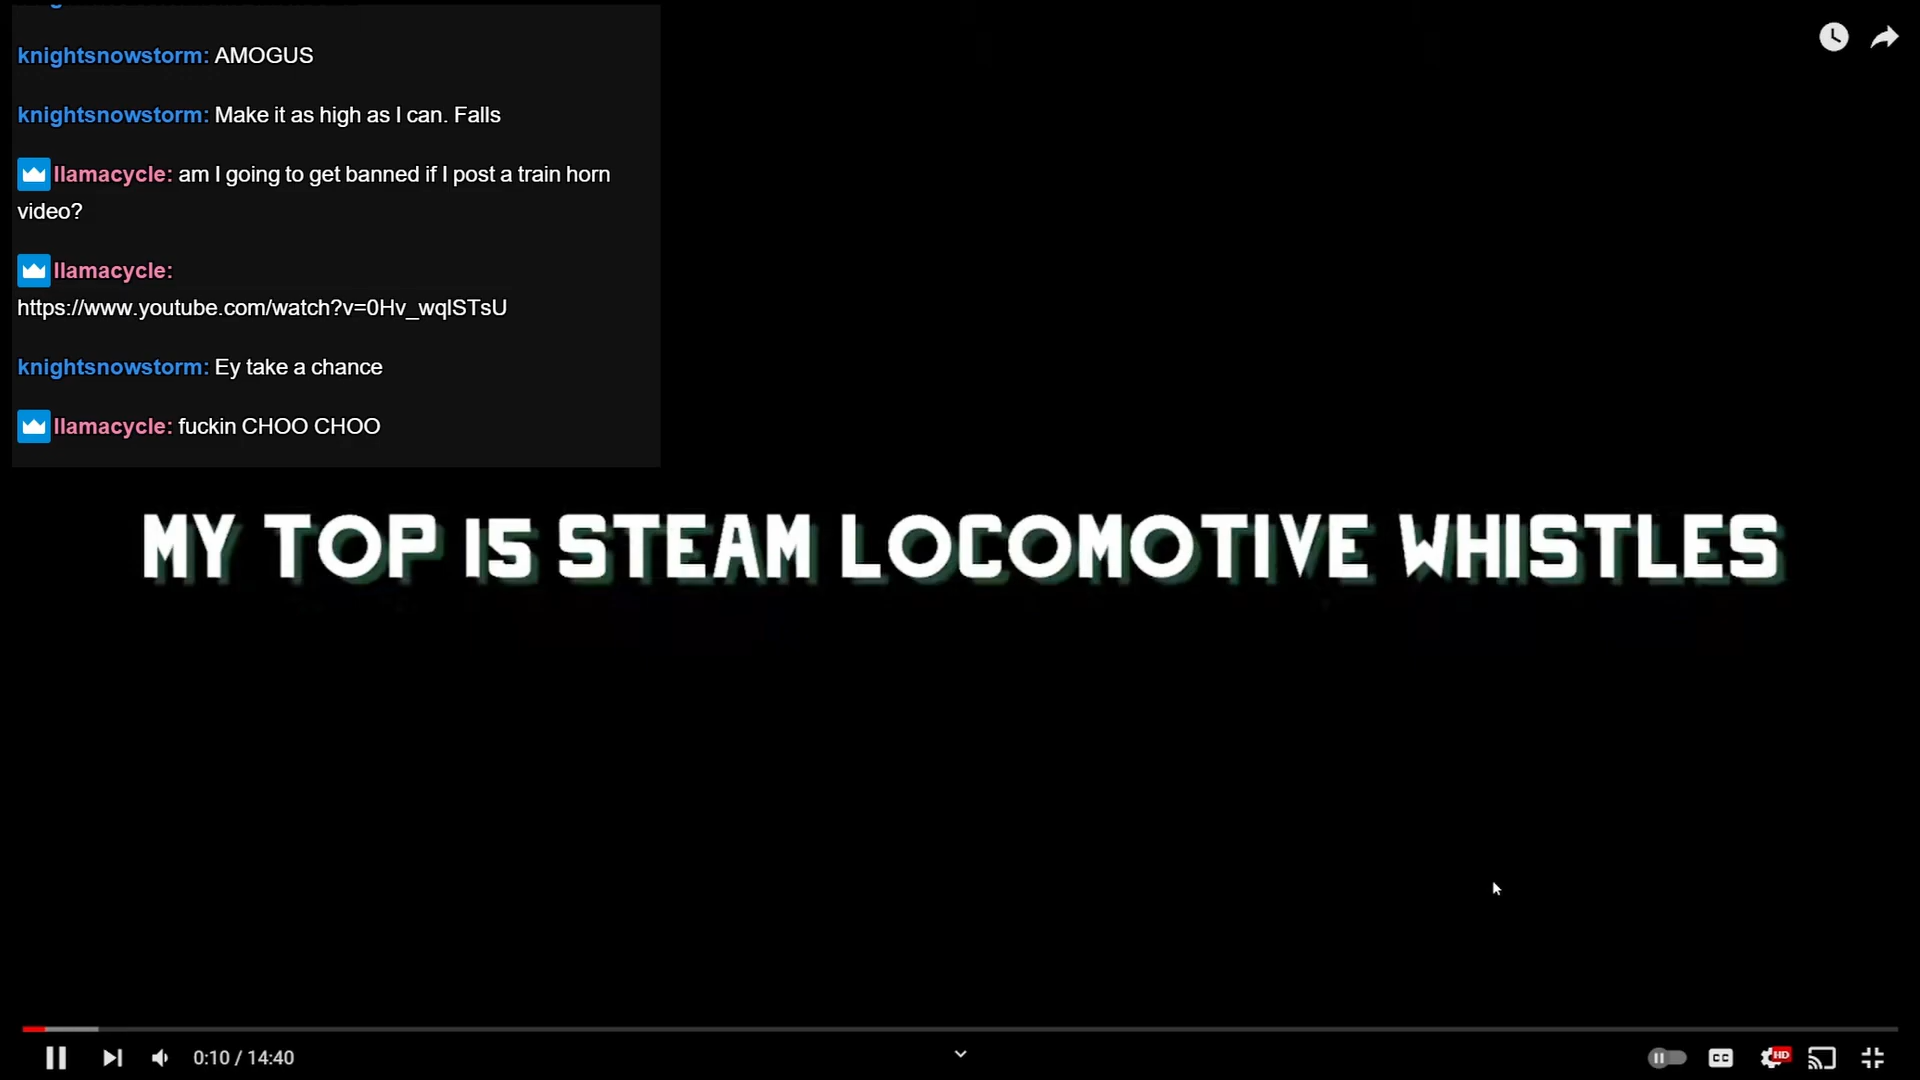 knightsnowstorm: AMOGUS
knightsnowstorm: Make it as high as I can. Falls
llamacycle: am I going to get banned if I post a train horn
video?
llamacycle:
https://www.youtube.com/watch?v=0Hv_wqlSTsU
knightsnowstorm: Ey take a chance
llamacycle: fuckin CHOO CHOO
MY TOP 15 STEAM LOCOMOTIVE WHISTLES
0:10 / 14:40
CC
HD